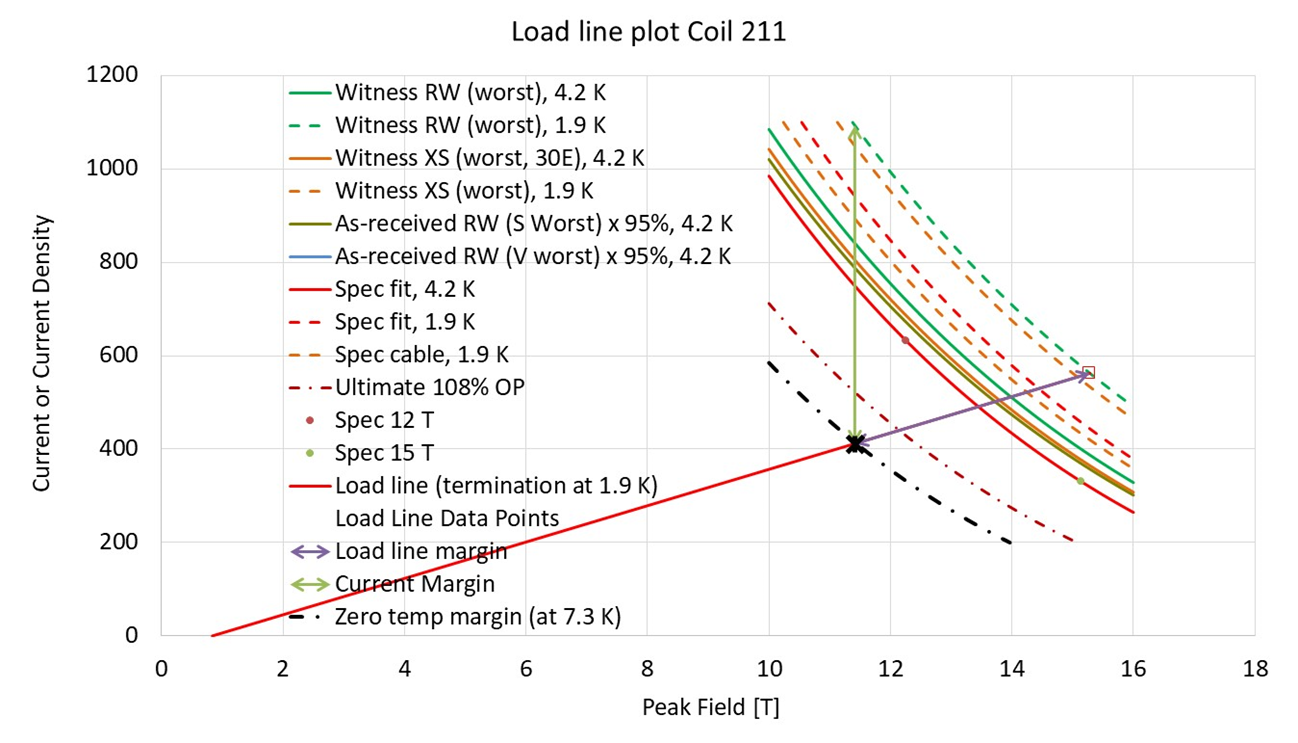 Load line plot Coil 211
1200
1000
800
600
400
200
0
Current or Current Density
Witness RW (worst), 4.2 K
Witness RW (worst), 1.9 K
Witness XS (worst, 30E), 4.2 K
Witness XS (worst), 1.9 K
As-received RW (S Worst) x 95%, 4.2 K
As-received RW (V worst) x 95%, 4.2 K
Spec fit, 4.2 K
Spec fit, 1.9 K
Spec cable, 1.9 K
Ultimate 108% OP
Spec 12 T
Spec 15 T
Load line (termination at 1.9 K)
Load Line Data Points
Load line margin
Current Margin
Zero temp margin (at 7.3 K)
0 2 4 6 8 10 12 14 16 18
Peak Field [T]